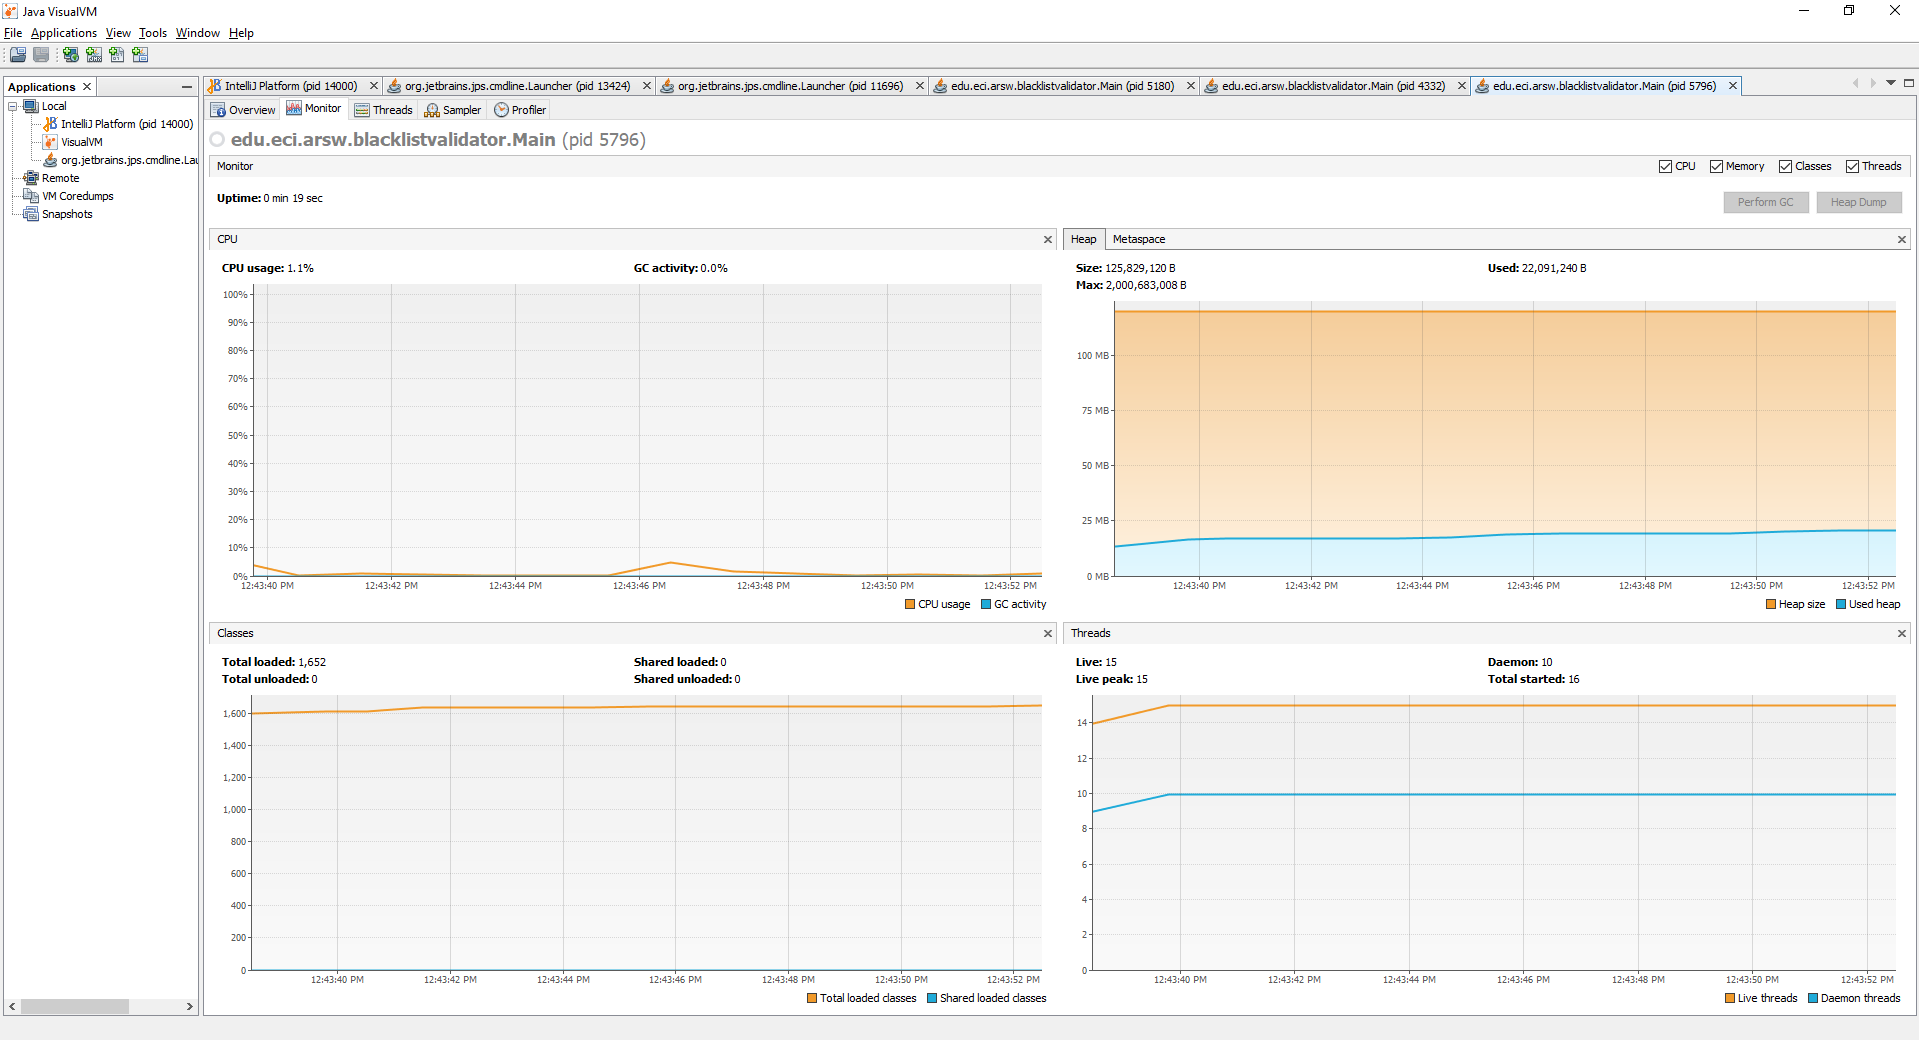 Java VisualVM
File Applications View Tools Window Help
Applications
Local
IntelliJ Platform (pid 14000)
VisualVM
org.jetbrains.jps.cmdline.Lau
Remote
VM Coredumps
Snapshots
IntelliJ Platform (pid 14000) org.jetbrains.jps.cmdline.Launcher (pid 13424) org.jetbrains.jps.cmdline.Launcher (pid 11696) edu.eci.arsw.blacklistvalidator.Main (pid 5180) edu.eci.arsw.blacklistvalidator.Main (pid 4332) edu.eci.arsw.blacklistvalidator.Main (pid 5796)
Overview Monitor Threads Sampler Profiler
edu.eci.arsw.blacklistvalidator.Main (pid 5796)
Monitor CPU Memory Classes Threads
Uptime: 0 min 19 sec Perform GC Heap Dump
CPU
CPU usage: 1.1% GC activity: 0.0%
100%
90%
80%
70%
60%
50%
40%
30%
20%
10%
0%
12:43:40 PM 12:43:42 PM 12:43:44 PM 12:43:46 PM 12:43:48 PM 12:43:50 PM 12:43:52 PM
CPU usage GC activity
Heap Metaspace
Size: 125,829,120 B Used: 22,091,240 B
Max: 2,000,683,008 B
100 MB
75 MB
50 MB
25 MB
0 MB
12:43:40 PM 12:43:42 PM 12:43:44 PM 12:43:46 PM 12:43:48 PM 12:43:50 PM 12:43:52 PM
Heap size Used heap
Classes
Total loaded: 1,652 Shared loaded: 0
Total unloaded: 0 Shared unloaded: 0
1,600
1,400
1,200
1,000
800
600
400
200
0
12:43:40 PM 12:43:42 PM 12:43:44 PM 12:43:46 PM 12:43:48 PM 12:43:50 PM 12:43:52 PM
Total loaded classes Shared loaded classes
Threads
Live: 15 Daemon: 10
Live peak: 15 Total started: 16
14
12
10
8
6
4
2
0
12:43:40 PM 12:43:42 PM 12:43:44 PM 12:43:46 PM 12:43:48 PM 12:43:50 PM 12:43:52 PM
Live threads Daemon threads